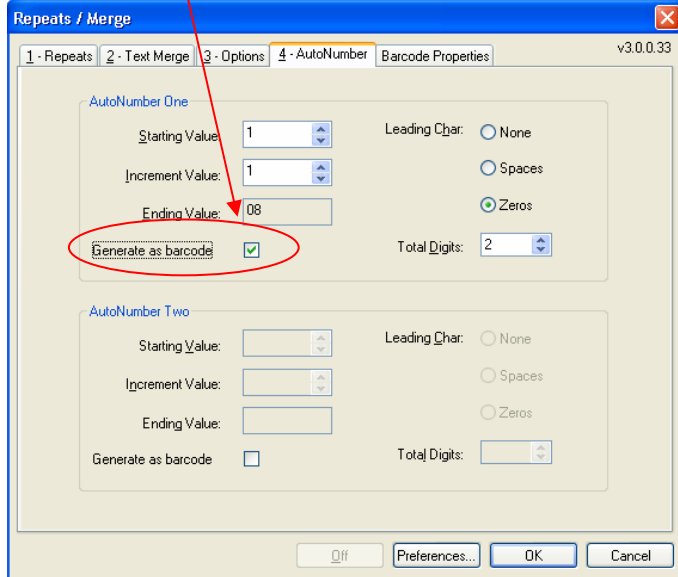 Repeats / Merge
1 - Repeats 2 - Text Merge 3 - Options 4 - AutoNumber Barcode Properties v3.0.0.33
AutoNumber One
Starting Value: 1 Leading Char: None
Increment Value: 1 Spaces
Ending Value: 08 Zeros
Generate as barcode Total Digits: 2
AutoNumber Two
Starting Value: Leading Char: None
Increment Value: Spaces
Ending Value: Zeros
Generate as barcode Total Digits:
Off Preferences... OK Cancel